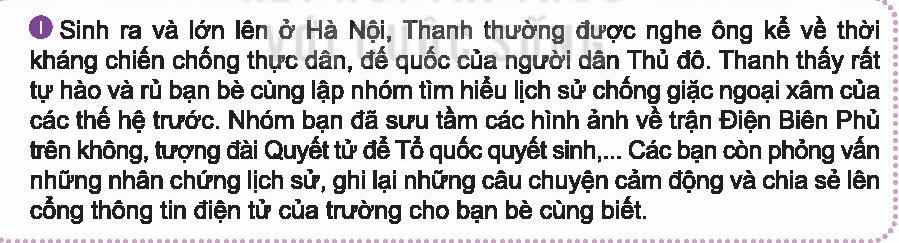 1 Sinh ra và lớn lên ở Hà Nội, Thanh thường được nghe ông kể về thời
kháng chiến chống thực dân, đế quốc của người dân Thủ đô. Thanh thấy rất
tự hào và rủ bạn bè cùng lập nhóm tìm hiểu lịch sử chống giặc ngoại xâm của
các thế hệ trước. Nhóm bạn đã sưu tầm các hình ảnh về trận Điện Biên Phủ
trên không, tượng đài Quyết tử để Tổ quốc quyết sinh,... Các bạn còn phỏng vấn
những nhân chứng lịch sử, ghi lại những câu chuyện cảm động và chia sẻ lên
cổng thông tin điện tử của trường cho bạn bè cùng biết.